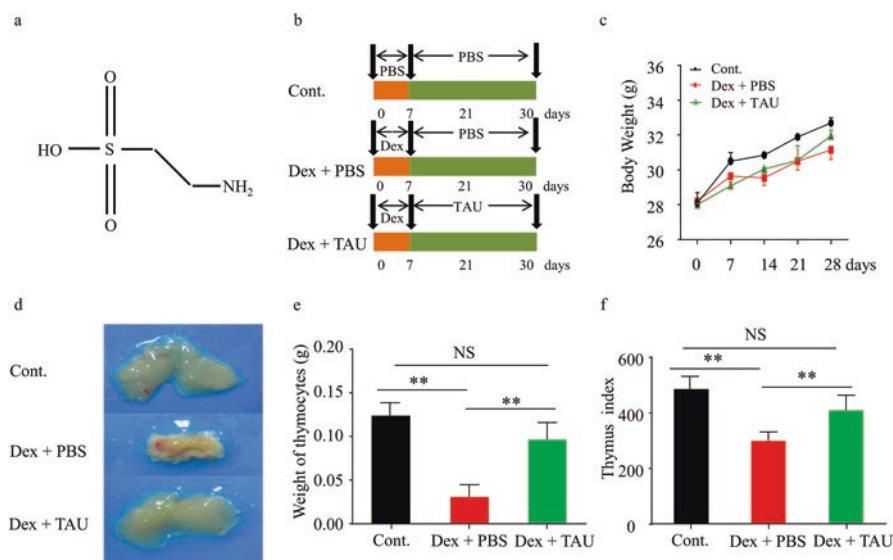 a
O
HO
S
NH₂
O
b
PBS
PBS
Cont.
0 7 21 30 days
Dex
PBS
Dex + PBS
0 7 21 30 days
Dex
TAU
Dex + TAU
0 7 21 30 days
c
Cont.
Dex + PBS
Dex + TAU
Body Weight (g)
34
32
30
28
26
0 7 14 21 28 days
d
Cont.
Dex + PBS
Dex + TAU
e
Weight of thymocytes (g)
0.20
0.15
0.10
0.05
0.00
NS
**
**
Cont. Dex + PBS Dex + TAU
f
Thymus index
600
400
200
0
NS
**
**
Cont. Dex + PBS Dex + TAU